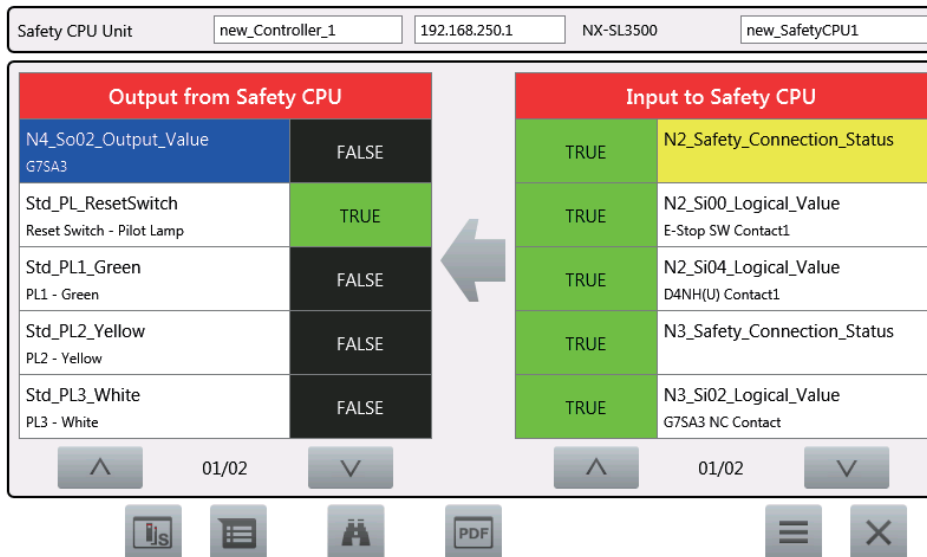 Safety CPU Unit new_Controller_1 192.168.250.1 NX-SL3500 new_SafetyCPU1
Output from Safety CPU
N4_So02_Output_Value FALSE
G7SA3
Std_PL_ResetSwitch TRUE
Reset Switch - Pilot Lamp
Std_PL1_Green FALSE
PL1 - Green
Std_PL2_Yellow FALSE
PL2 - Yellow
Std_PL3_White FALSE
PL3 - White
01/02
Input to Safety CPU
TRUE N2_Safety_Connection_Status
TRUE N2_Si00_Logical_Value
E-Stop SW Contact1
TRUE N2_Si04_Logical_Value
D4NH(U) Contact1
TRUE N3_Safety_Connection_Status
TRUE N3_Si02_Logical_Value
G7SA3 NC Contact
01/02
PDF